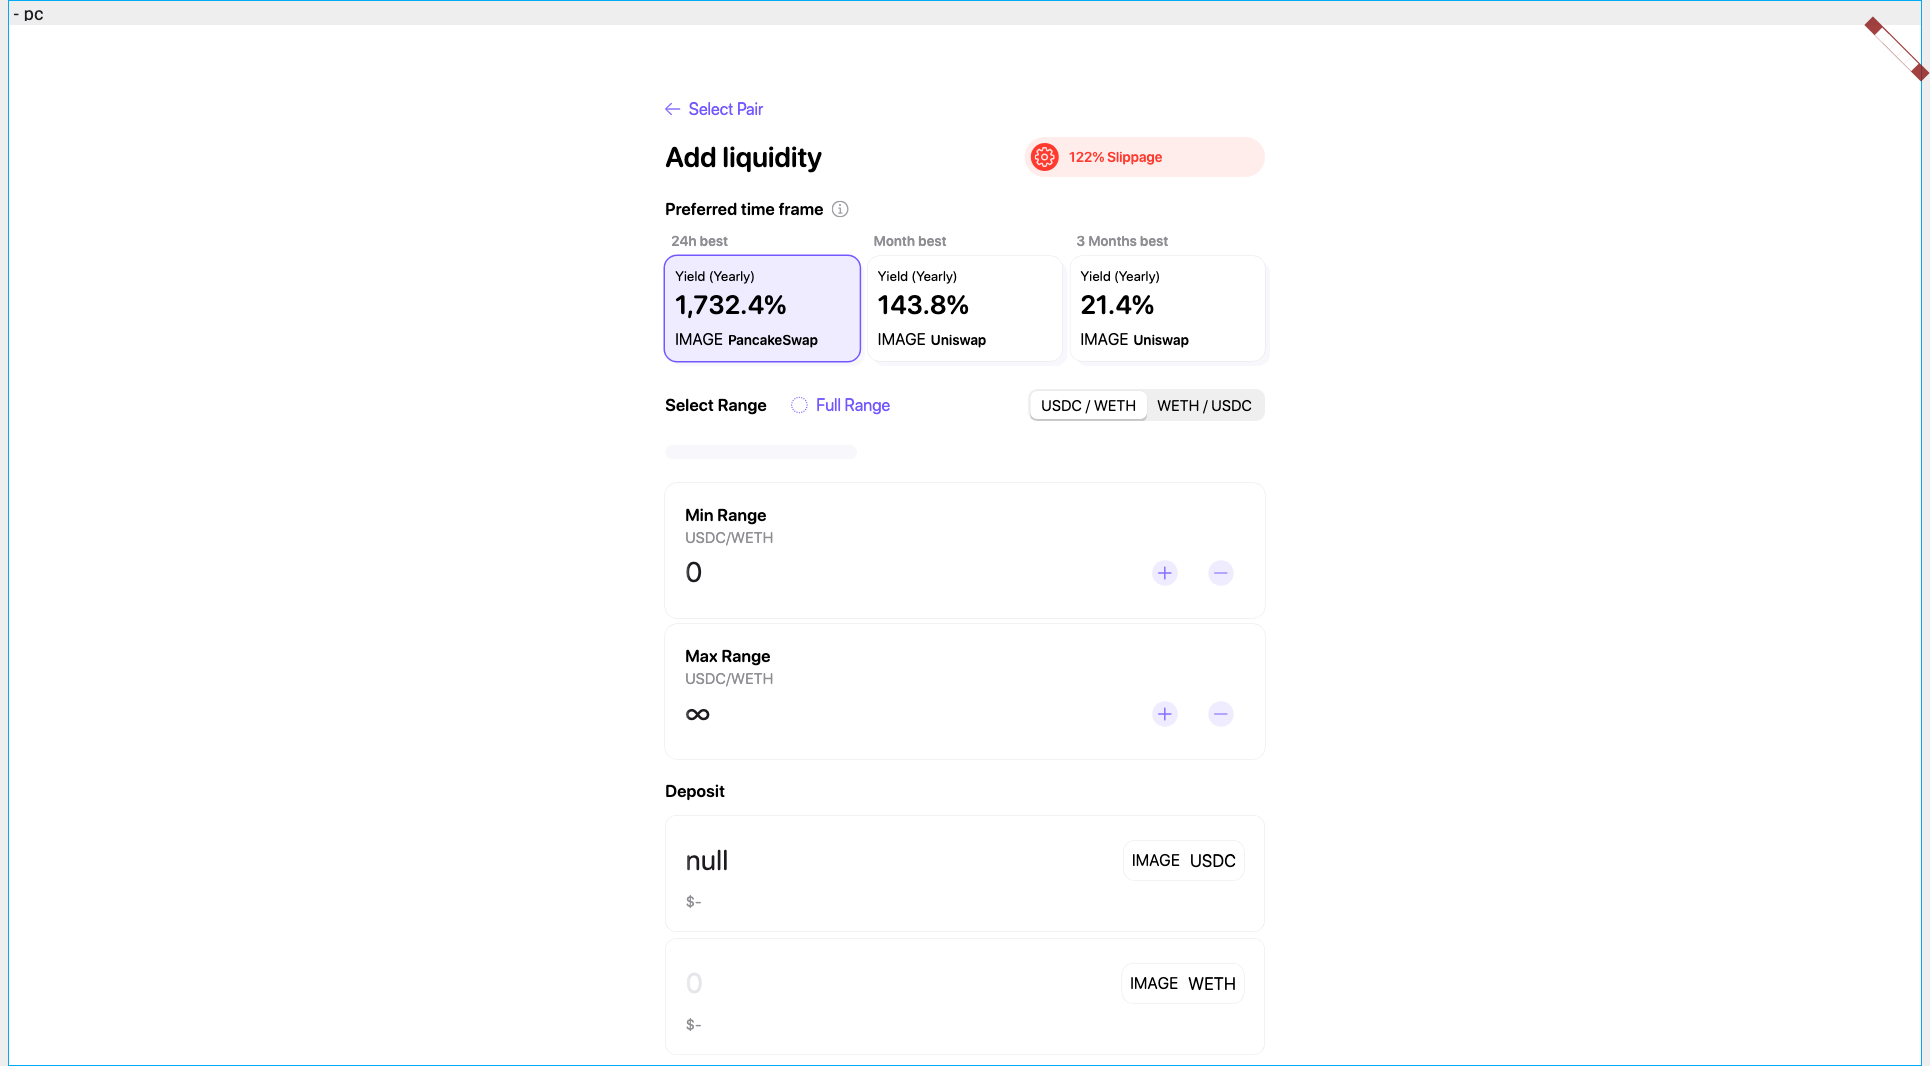 - pc
Select Pair
Add liquidity
122% Slippage
Preferred time frame
24h best
Month best
3 Months best
Yield (Yearly)
1,732.4%
IMAGE PancakeSwap
Yield (Yearly)
143.8%
IMAGE Uniswap
Yield (Yearly)
21.4%
IMAGE Uniswap
Select Range
Full Range
USDC / WETH
WETH / USDC
Min Range
USDC/WETH
0
Max Range
USDC/WETH
∞
Deposit
null
IMAGE USDC
$-
0
IMAGE WETH
$-